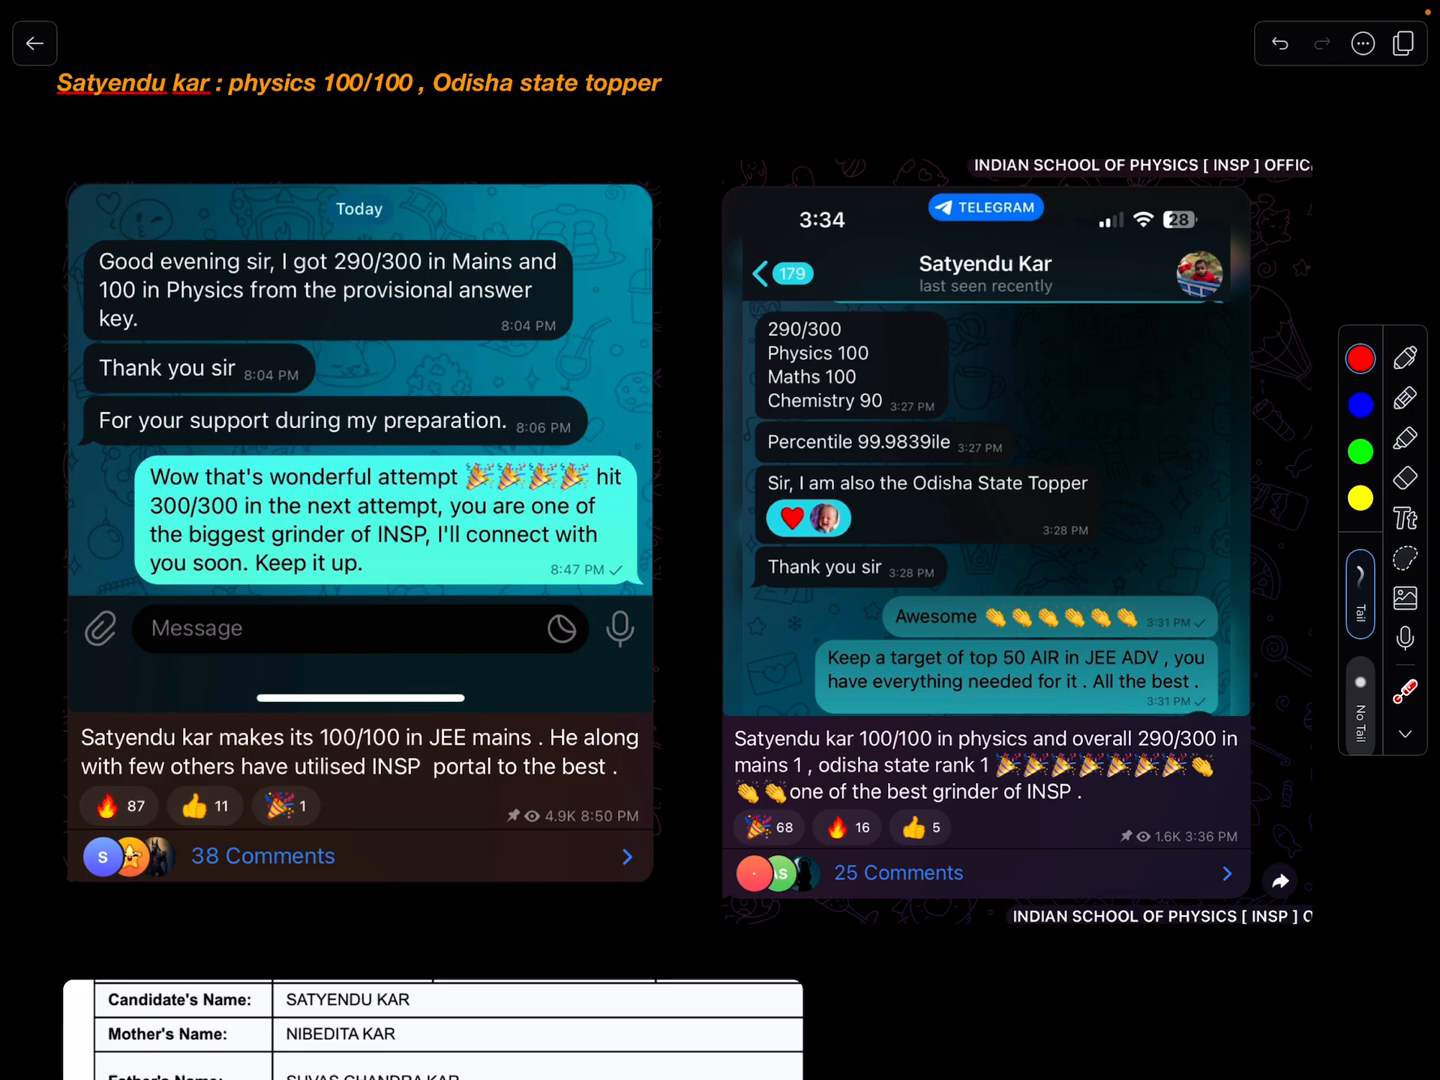 Satyendu kar : physics 100/100 , Odisha state topper
Today
Good evening sir, I got 290/300 in Mains and
100 in Physics from the provisional answer
key.
8:04 PM
Thank you sir 8:04 PM
For your support during my preparation. 8:06 PM
Wow that's wonderful attempt 🎉🎉🎉🎉 hit
300/300 in the next attempt, you are one of
the biggest grinder of INSP, I'll connect with
you soon. Keep it up.
8:47 PM
Message
Satyendu kar makes its 100/100 in JEE mains . He along
with few others have utilised INSP portal to the best .
🔥 87 👍 11 🎉 1
4.9K 8:50 PM
S
38 Comments
INDIAN SCHOOL OF PHYSICS [ INSP ] OFFIC
3:34
TELEGRAM
28
179
Satyendu Kar
last seen recently
290/300
Physics 100
Maths 100
Chemistry 90 3:27 PM
Percentile 99.9839ile 3:27 PM
Sir, I am also the Odisha State Topper
❤️
3:28 PM
Thank you sir 3:28 PM
Awesome 👏👏👏👏👏👏 3:31 PM
Keep a target of top 50 AIR in JEE ADV , you
have everything needed for it . All the best .
3:31 PM
Satyendu kar 100/100 in physics and overall 290/300 in
mains 1 , odisha state rank 1 🎉🎉🎉🎉🎉🎉🎉👏
👏👏one of the best grinder of INSP .
🎉 68 🔥 16 👍 5
1.6K 3:36 PM
AS
25 Comments
INDIAN SCHOOL OF PHYSICS [ INSP ] O
Candidate's Name: SATYENDU KAR
Mother's Name: NIBEDITA KAR
Father's Name: SUVAS CHANDRA KAR
Tt
Tail
No Tail